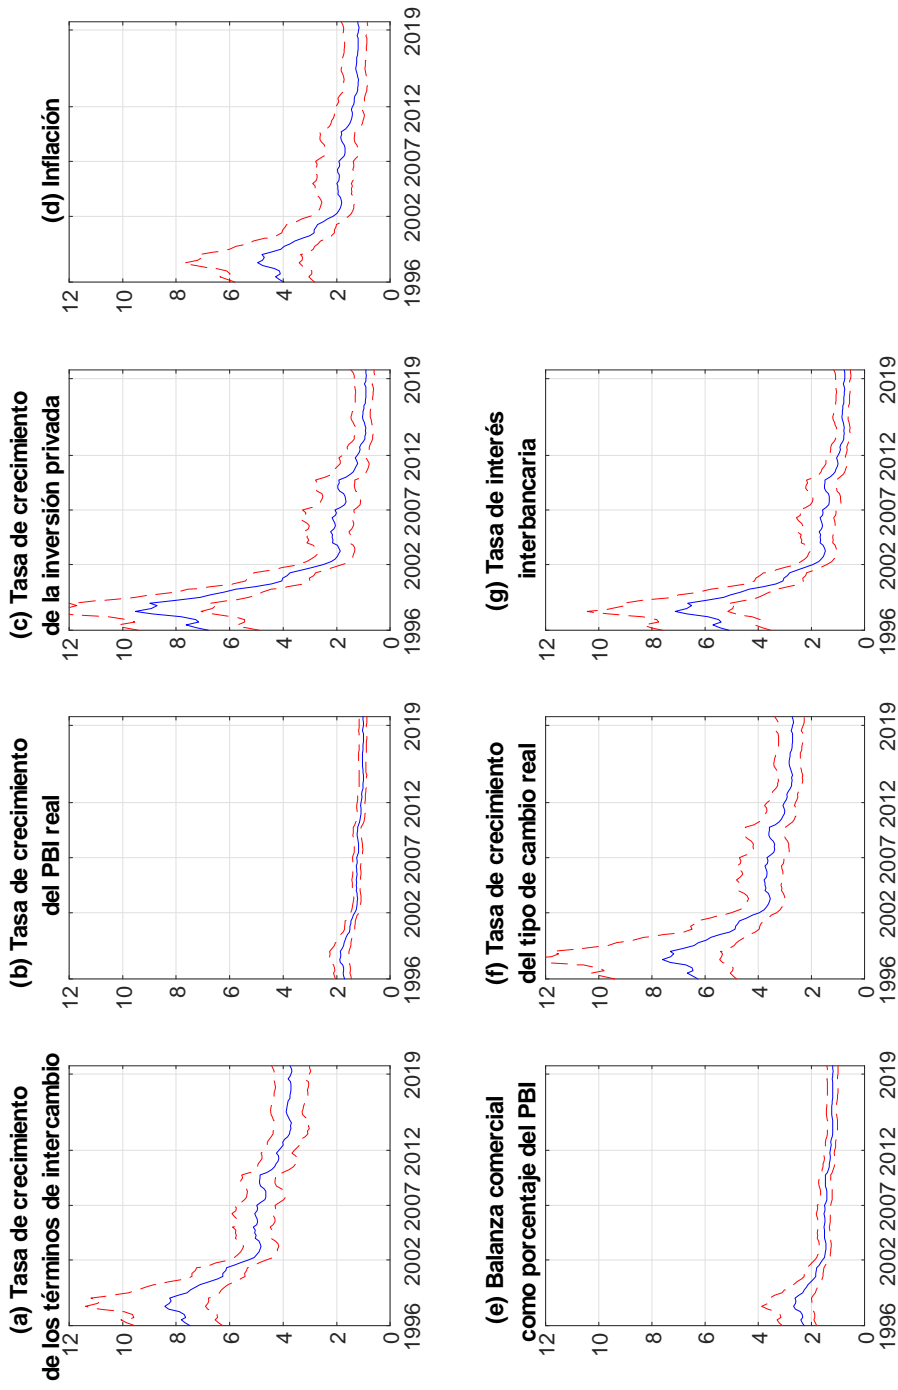 (a) Tasa de crecimiento
de los términos de intercambio
12
10
8
6
4
2
0
1996 2002 2007 2012 2019
(b) Tasa de crecimiento
del PBI real
12
10
8
6
4
2
0
1996 2002 2007 2012 2019
(c) Tasa de crecimiento
de la inversión privada
12
10
8
6
4
2
0
1996 2002 2007 2012 2019
(d) Inflación
12
10
8
6
4
2
0
1996 2002 2007 2012 2019
(e) Balanza comercial
como porcentaje del PBI
12
10
8
6
4
2
0
1996 2002 2007 2012 2019
(f) Tasa de crecimiento
del tipo de cambio real
12
10
8
6
4
2
0
1996 2002 2007 2012 2019
(g) Tasa de interés
interbancaria
12
10
8
6
4
2
0
1996 2002 2007 2012 2019